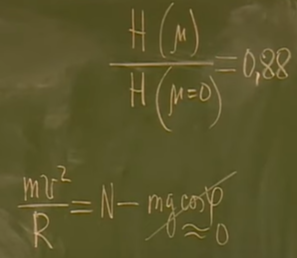 H(μ)
/ H(μ=0) = 0,88
mv²/R = N - mg cosφ
≈0